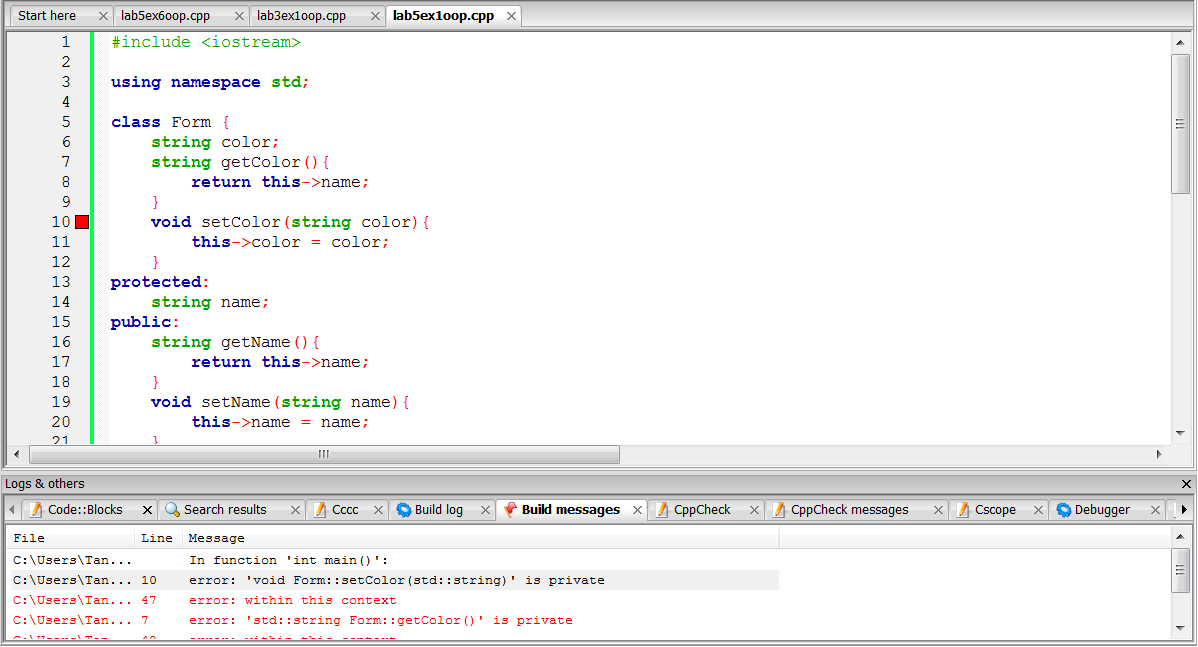 Start here lab5ex6oop.cpp lab3ex1oop.cpp lab5ex1oop.cpp
1 #include <iostream>
2
3 using namespace std;
4
5 class Form {
6 string color;
7 string getColor(){
8 return this->name;
9 }
10 void setColor(string color){
11 this->color = color;
12 }
13 protected:
14 string name;
15 public:
16 string getName(){
17 return this->name;
18 }
19 void setName(string name){
20 this->name = name;
21 }
Logs & others
Code::Blocks Search results Cccc Build log Build messages CppCheck CppCheck messages Cscope Debugger
File Line Message
C:\Users\Tan... In function 'int main()':
C:\Users\Tan... 10 error: 'void Form::setColor(std::string)' is private
C:\Users\Tan... 47 error: within this context
C:\Users\Tan... 7 error: 'std::string Form::getColor()' is private
C:\Users\Tan... error: within this context